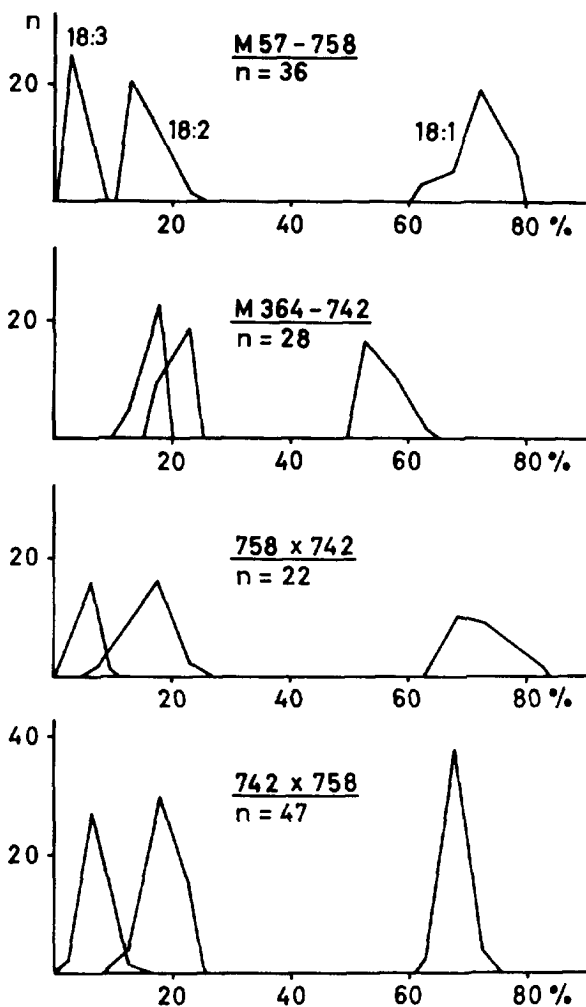 n
18:3
M 57 - 758
n = 36
20
18:2
18:1
20 40 60 80 %
M 364 - 742
n = 28
20
20 40 60 80 %
758 x 742
n = 22
20
20 40 60 80 %
40
742 x 758
n = 47
20
20 40 60 80 %